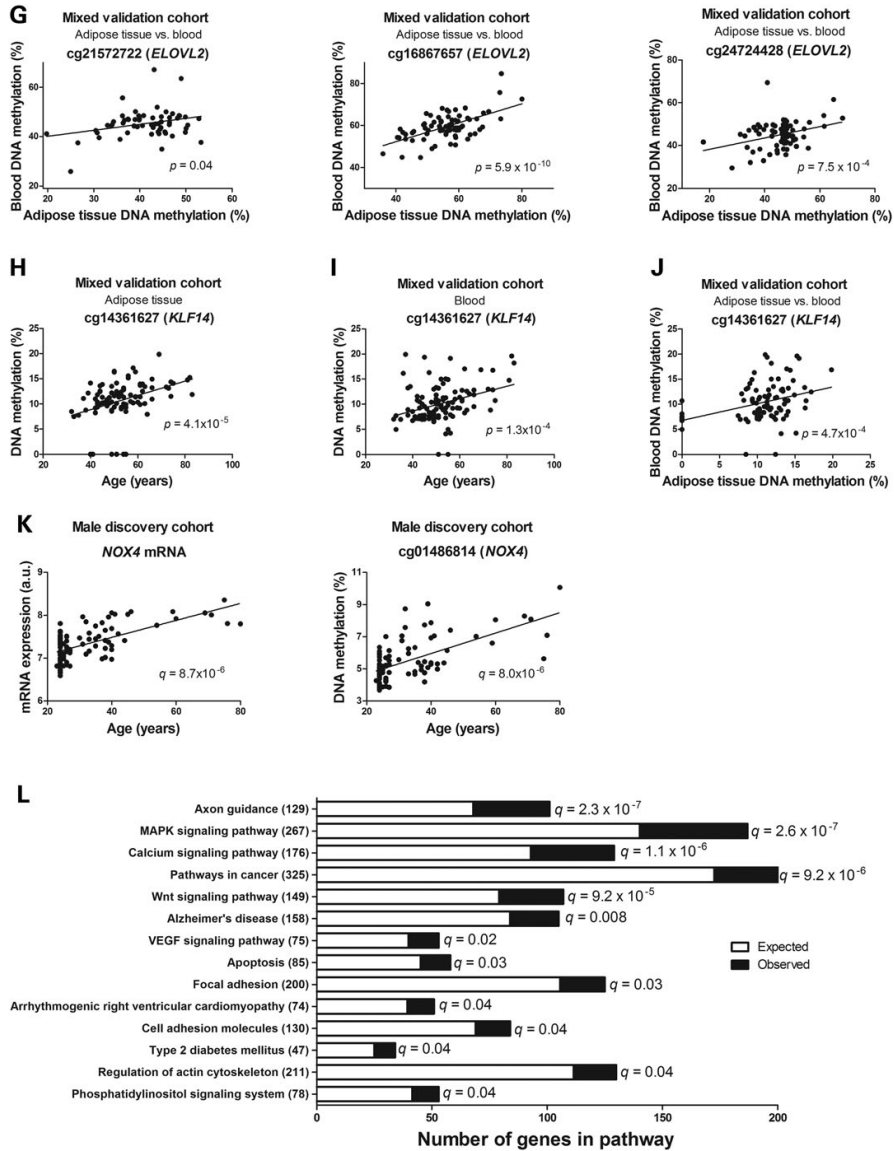 G
Mixed validation cohort
Adipose tissue vs. blood
cg21572722 (ELOVL2)
Blood DNA methylation (%)
60
40
20
20
30
40
50
60
Adipose tissue DNA methylation (%)
p = 0.04
Mixed validation cohort
Adipose tissue vs. blood
cg16867657 (ELOVL2)
Blood DNA methylation (%)
80
60
40
40
60
80
Adipose tissue DNA methylation (%)
p = 5.9 x 10-10
Mixed validation cohort
Adipose tissue vs. blood
cg24724428 (ELOVL2)
Blood DNA methylation (%)
80
60
40
20
20
40
60
80
Adipose tissue DNA methylation (%)
p = 7.5 x 10-4
H
Mixed validation cohort
Adipose tissue
cg14361627 (KLF14)
DNA methylation (%)
25
20
15
10
5
0
20
40
60
80
100
Age (years)
p = 4.1x10-5
I
Mixed validation cohort
Blood
cg14361627 (KLF14)
DNA methylation (%)
25
20
15
10
5
0
20
40
60
80
100
Age (years)
p = 1.3x10-4
J
Mixed validation cohort
Adipose tissue vs. blood
cg14361627 (KLF14)
Blood DNA methylation (%)
25
20
15
10
5
0
0
5
10
15
20
25
Adipose tissue DNA methylation (%)
p = 4.7x10-4
K
Male discovery cohort
NOX4 mRNA
mRNA expression (a.u.)
9
8
7
6
20
40
60
80
Age (years)
q = 8.7x10-6
Male discovery cohort
cg01486814 (NOX4)
DNA methylation (%)
11
9
7
5
3
20
40
60
80
Age (years)
q = 8.0x10-6
L
Axon guidance (129)
q = 2.3 x 10-7
MAPK signaling pathway (267)
q = 2.6 x 10-7
Calcium signaling pathway (176)
q = 1.1 x 10-6
Pathways in cancer (325)
q = 9.2 x 10-6
Wnt signaling pathway (149)
q = 9.2 x 10-5
Alzheimer's disease (158)
q = 0.008
VEGF signaling pathway (75)
q = 0.02
Apoptosis (85)
q = 0.03
Focal adhesion (200)
q = 0.03
Arrhythmogenic right ventricular cardiomyopathy (74)
q = 0.04
Cell adhesion molecules (130)
q = 0.04
Type 2 diabetes mellitus (47)
q = 0.04
Regulation of actin cytoskeleton (211)
q = 0.04
Phosphatidylinositol signaling system (78)
q = 0.04
Expected
Observed
0
50
100
150
200
Number of genes in pathway